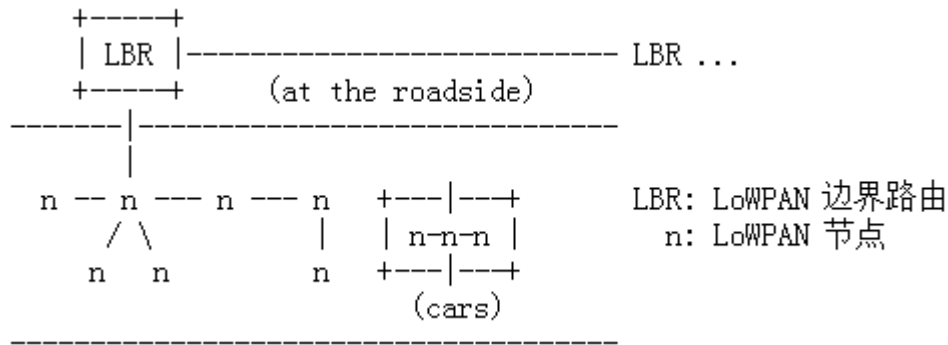 LBR LBR ...
(at the roadside)
n n n n LBR: LoWPAN 边界路由
n-n-n n: LoWPAN 节点
n n n
(cars)